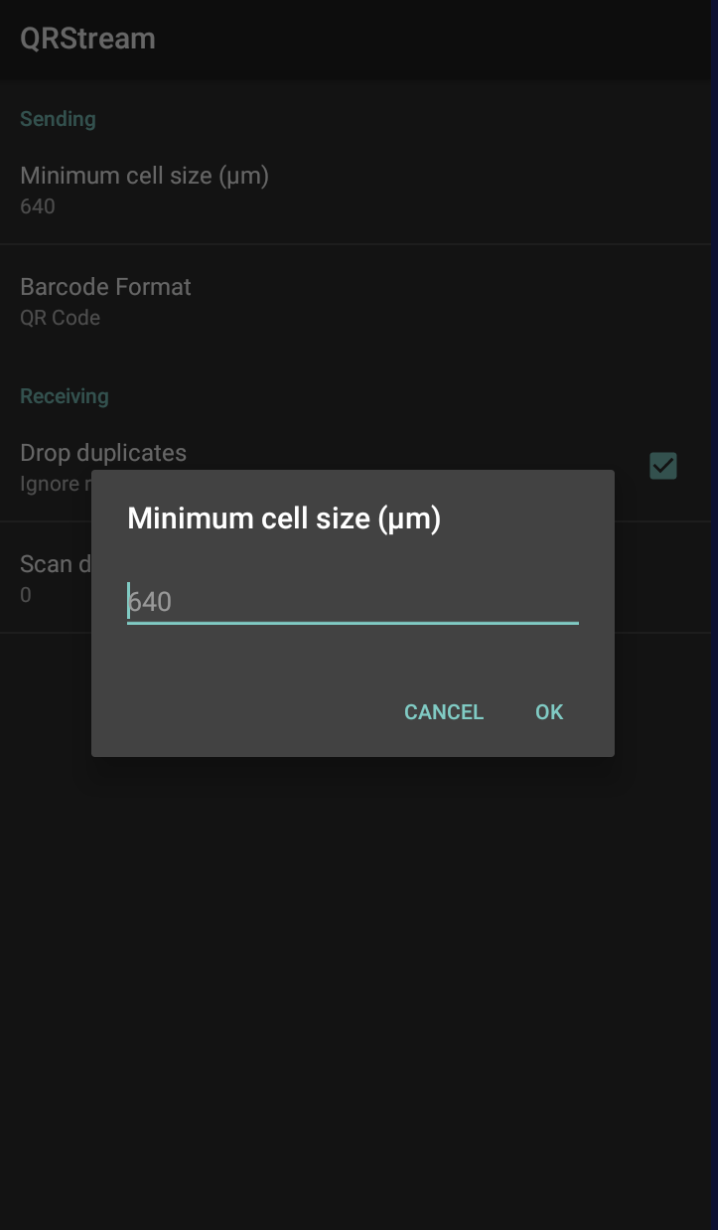 QRStream
Sending
Minimum cell size (µm)
640
Barcode Format
QR Code
Receiving
Drop duplicates
Ignore
Scan
0
Minimum cell size (µm)
640
CANCEL
OK